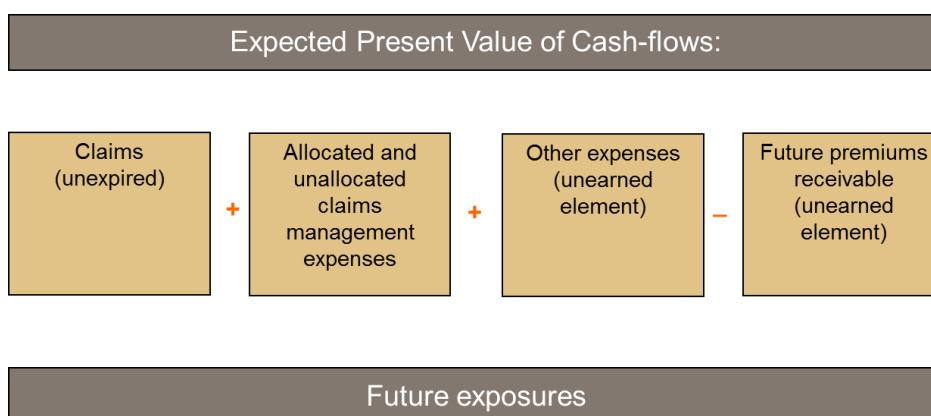 Expected Present Value of Cash-flows:
Claims
(unexpired)
+
Allocated and
unallocated
claims
management
expenses
+
Other expenses
(unearned
element)
–
Future premiums
receivable
(unearned
element)
Future exposures